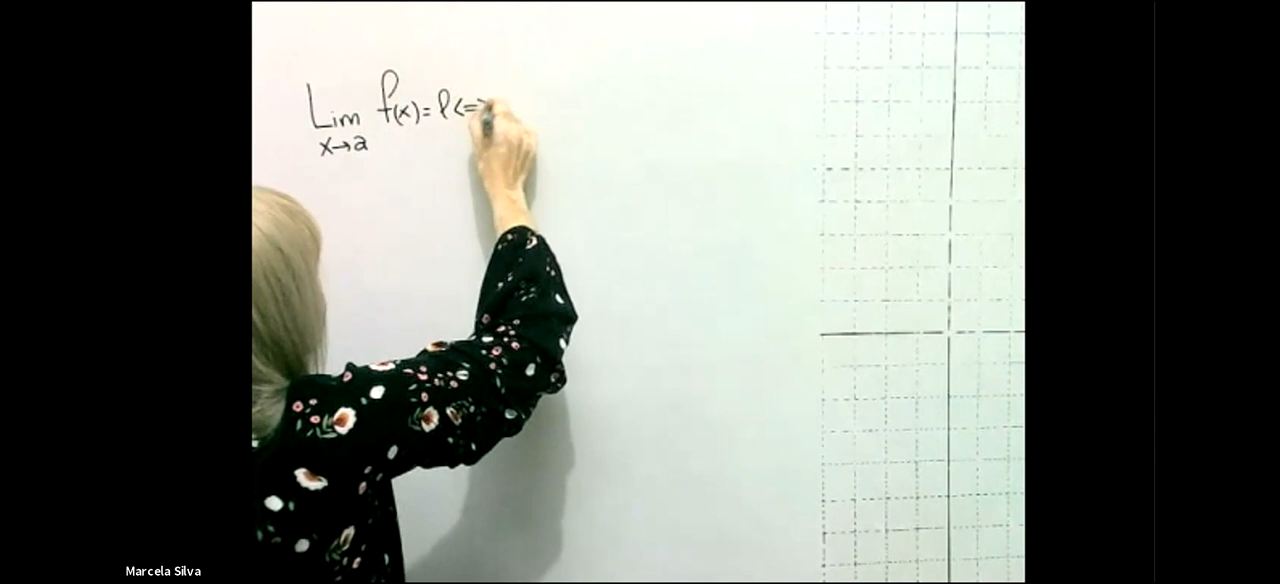 Lim f(x) = l <=>
x→a
Marcela Silva